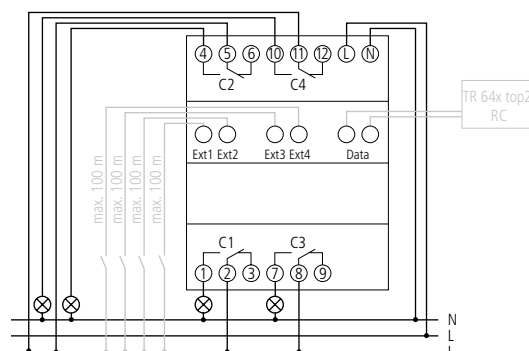 4 5 6 10 11 12 L N
C2 C4
TR 64x top2
RC
Ext1 Ext2 Ext3 Ext4 Data
max. 100 m
max. 100 m
max. 100 m
max. 100 m
C1 C3
1 2 3 7 8 9
N
L
L